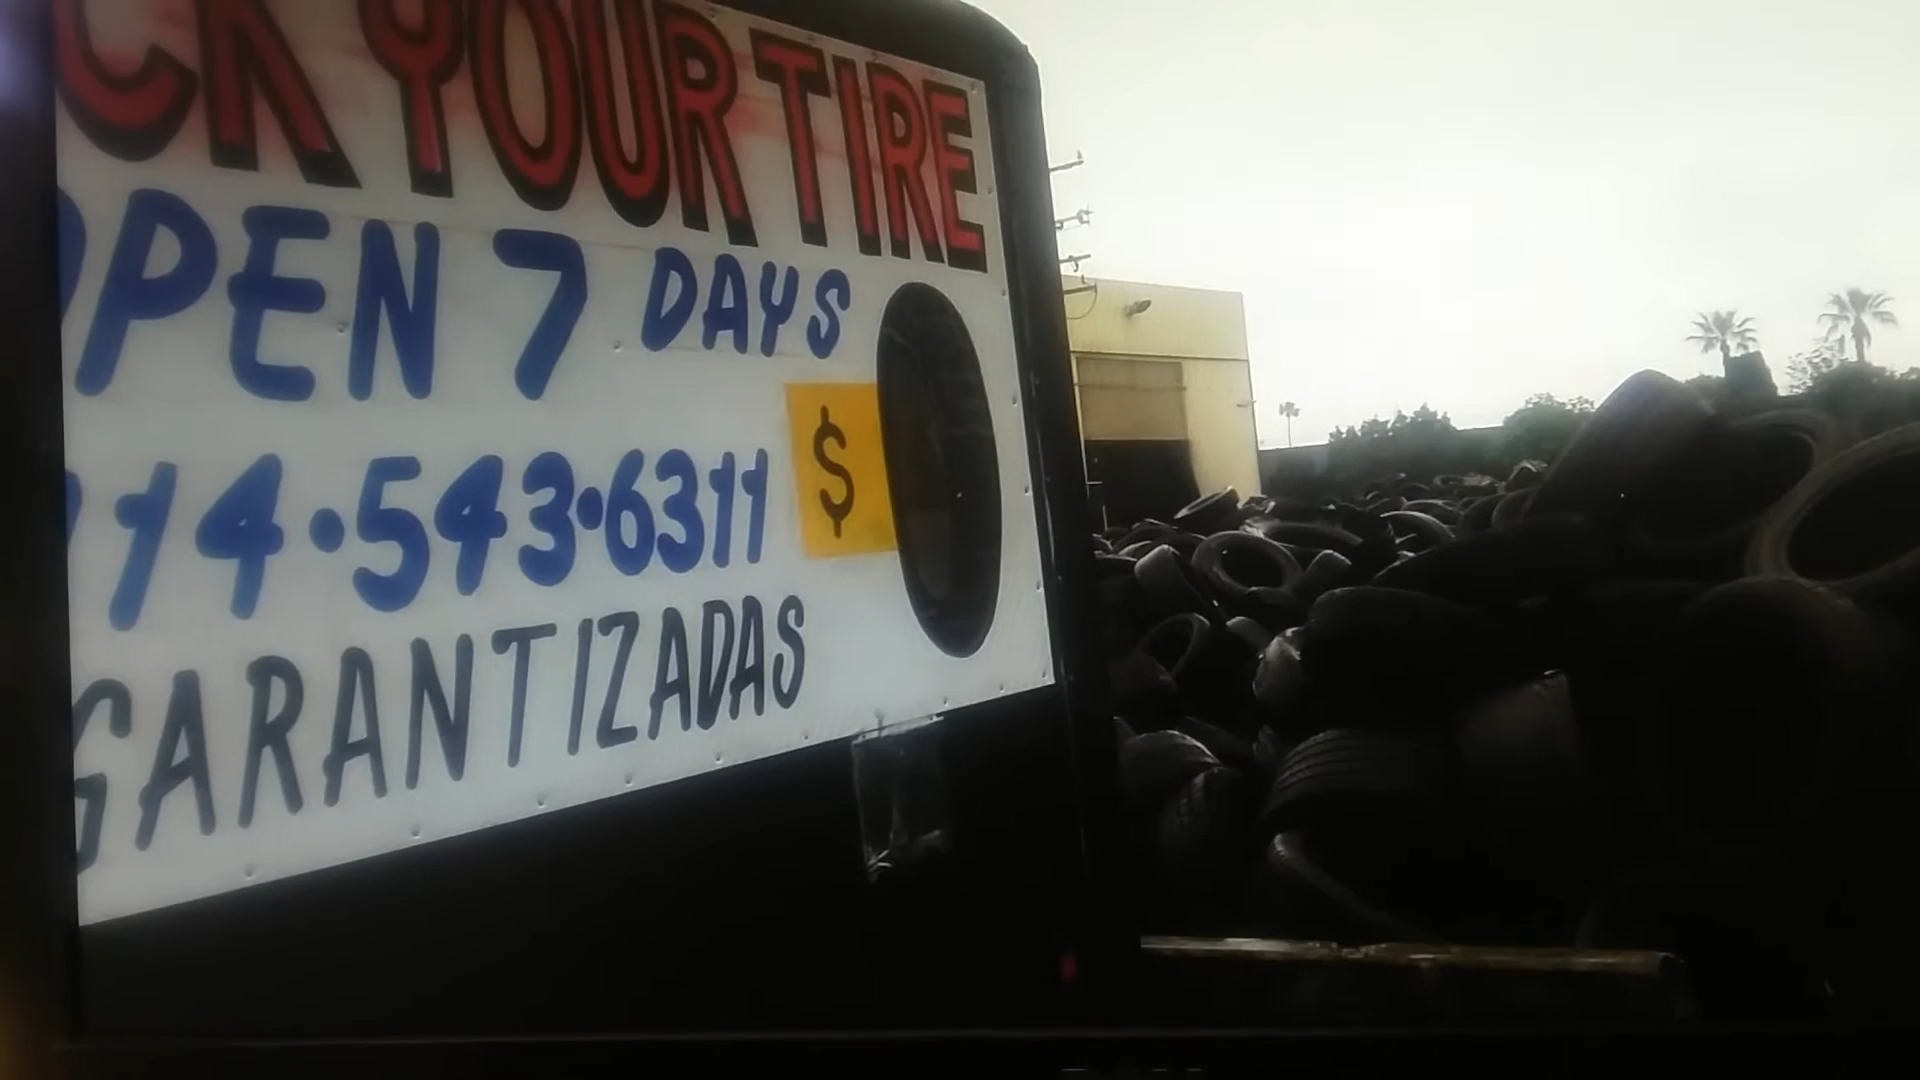 CK YOUR TIRE
OPEN 7 DAYS
14•543•6311
$
GARANTIZADAS